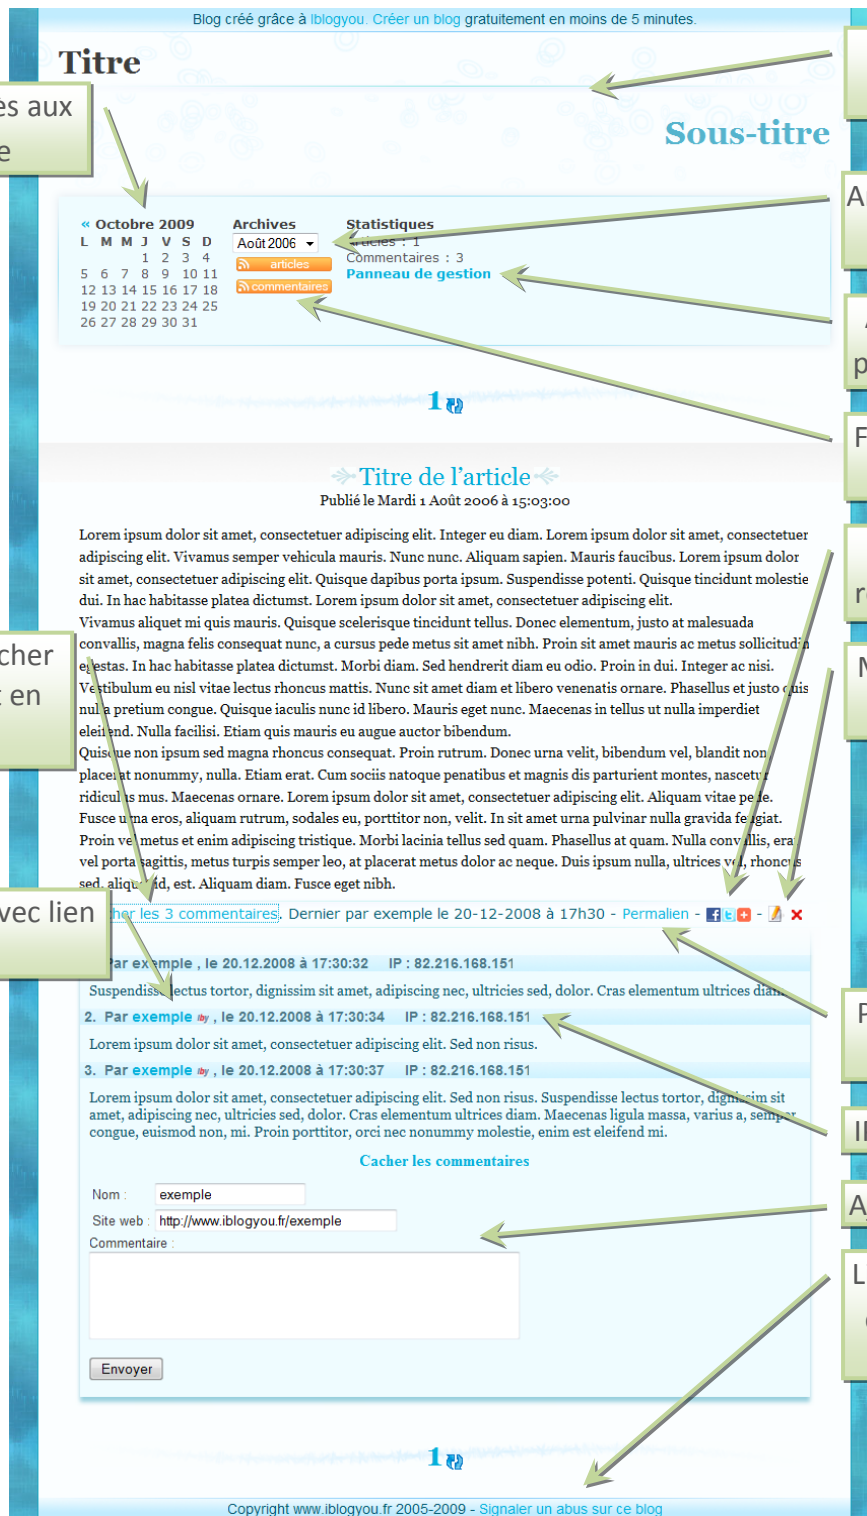 Blog créé grâce à Iblogyou. Créer un blog gratuitement en moins de 5 minutes.
Titre
Sous-titre
aux
« Octobre 2009
L M M J V S D
1 2 3 4
5 6 7 8 9 10 11
12 13 14 15 16 17 18
19 20 21 22 23 24 25
26 27 28 29 30 31
Archives
Août 2006
articles
commentaires
Statistiques
Articles : 1
Commentaires : 3
Panneau de gestion
1
Titre de l'article
Publié le Mardi 1 Août 2006 à 15:03:00
Lorem ipsum dolor sit amet, consectetuer adipiscing elit. Integer eu diam. Lorem ipsum dolor sit amet, consectetuer
adipiscing elit. Vivamus semper vehicula mauris. Nunc nunc. Aliquam sapien. Mauris faucibus. Lorem ipsum dolor
sit amet, consectetuer adipiscing elit. Quisque dapibus porta ipsum. Suspendisse potenti. Quisque tincidunt molestie
dui. In hac habitasse platea dictumst. Lorem ipsum dolor sit amet, consectetuer adipiscing elit.
Vivamus aliquet mi quis mauris. Quisque scelerisque tincidunt tellus. Donec elementum, justo at malesuada
convallis, magna felis consequat nunc, a cursus pede metus sit amet nibh. Proin sit amet mauris ac metus sollicitudin
egestas. In hac habitasse platea dictumst. Morbi diam. Sed hendrerit diam eu odio. Proin in dui. Integer ac nisi.
Vestibulum eu nisl vitae lectus rhoncus mattis. Nunc sit amet diam et libero venenatis ornare. Phasellus et justo quis
nulla pretium congue. Quisque iaculis nunc id libero. Mauris eget nunc. Maecenas in tellus ut nulla imperdiet
eleifend. Nulla facilisi. Etiam quis mauris eu augue auctor bibendum.
Quisque non ipsum sed magna rhoncus consequat. Proin rutrum. Donec urna velit, bibendum vel, blandit non
placerat nonummy, nulla. Etiam erat. Cum sociis natoque penatibus et magnis dis parturient montes, nascetur
ridiculus mus. Maecenas ornare. Lorem ipsum dolor sit amet, consectetuer adipiscing elit. Aliquam vitae pede.
Fusce urna eros, aliquam rutrum, sodales eu, porttitor non, velit. In sit amet urna pulvinar nulla gravida feugiat.
Proin vel metus et enim adipiscing tristique. Morbi lacinia tellus sed quam. Phasellus at quam. Nulla convallis, erat
vel porta sagittis, metus turpis semper leo, at placerat metus dolor ac neque. Duis ipsum nulla, ultrices vel, rhoncus
sed, aliquet id, est. Aliquam diam. Fusce eget nibh.
en
avec lien
les 3 commentaires. Dernier par exemple le 20-12-2008 à 17h30 - Permalien -
Par exemple , le 20.12.2008 à 17:30:32 IP : 82.216.168.151
Suspendisse lectus tortor, dignissim sit amet, adipiscing nec, ultricies sed, dolor. Cras elementum ultrices diam.
2. Par exemple iby , le 20.12.2008 à 17:30:34 IP : 82.216.168.151
Lorem ipsum dolor sit amet, consectetuer adipiscing elit. Sed non risus.
3. Par exemple iby , le 20.12.2008 à 17:30:37 IP : 82.216.168.151
Lorem ipsum dolor sit amet, consectetuer adipiscing elit. Sed non risus. Suspendisse lectus tortor, dignissim sit
amet, adipiscing nec, ultricies sed, dolor. Cras elementum ultrices diam. Maecenas ligula massa, varius a, semper
congue, euismod non, mi. Proin porttitor, orci nec nonummy molestie, enim est eleifend mi.
Cacher les commentaires
Nom : exemple
Site web : http://www.iblogyou.fr/exemple
Commentaire :
Envoyer
1
Copyright www.iblogyou.fr 2005-2009 - Signaler un abus sur ce blog